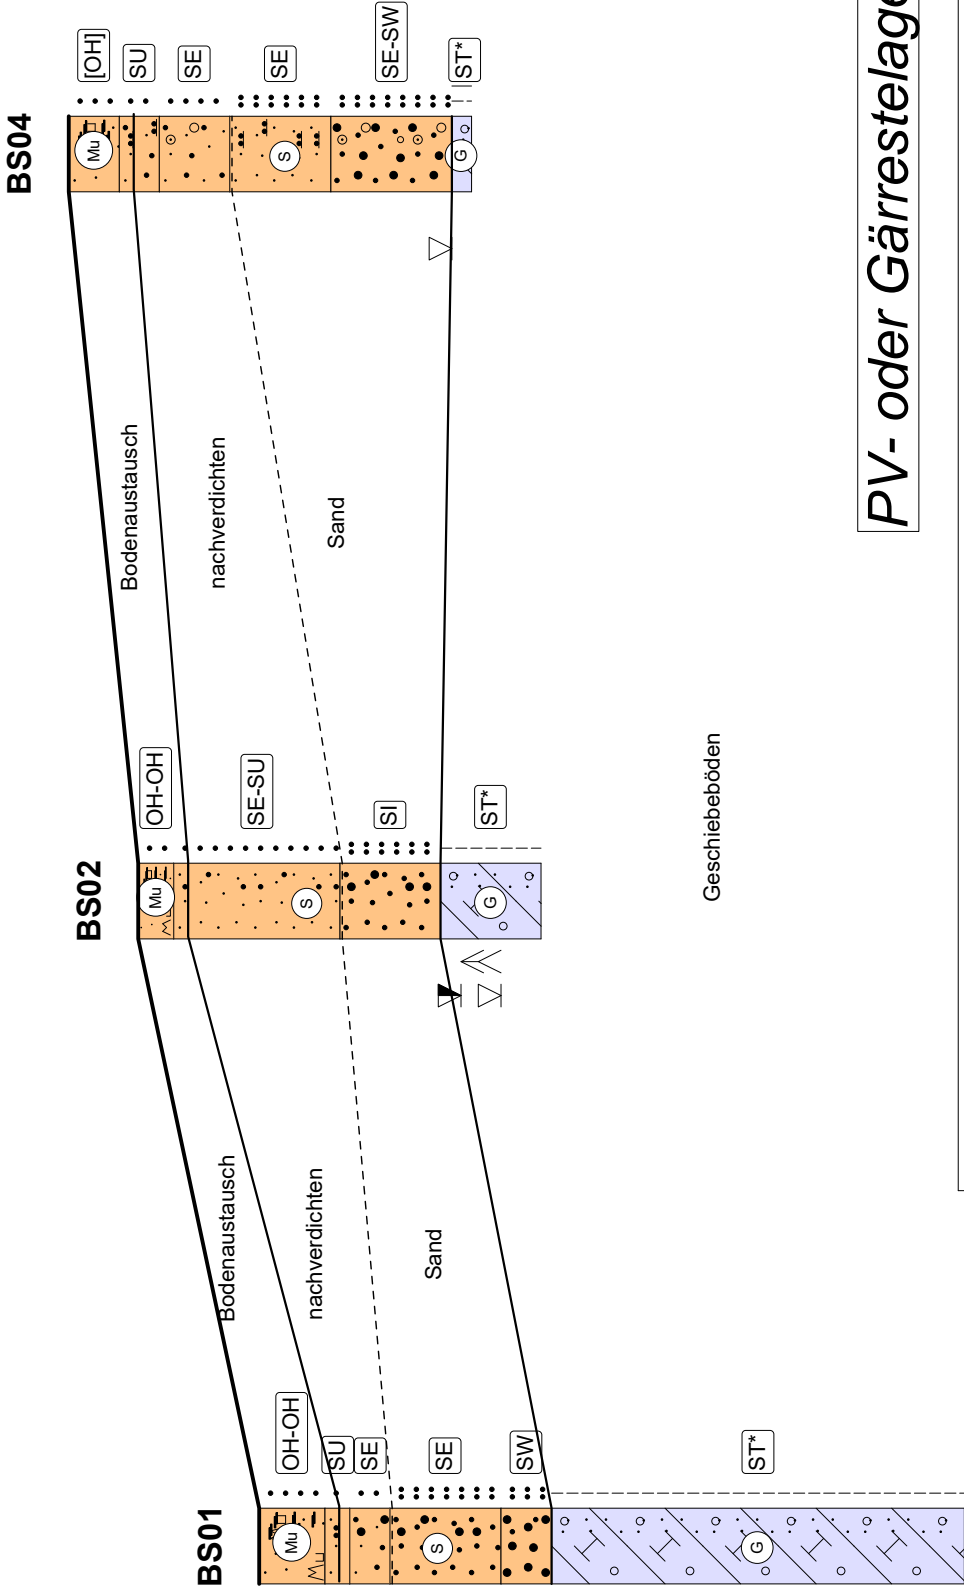 BS01
OH-OH
SU
SE
SE
SW
ST*
Mu
Mu
S
G
Bodenaustausch
nachverdichten
Sand
BS02
OH-OH
SE-SU
SI
ST*
Mu
S
G
Bodenaustausch
nachverdichten
Sand
Geschiebeböden
BS04
[OH]
SU
SE
SE
SE-SW
ST*
Mu
S
G
PV- oder Gärrestelage